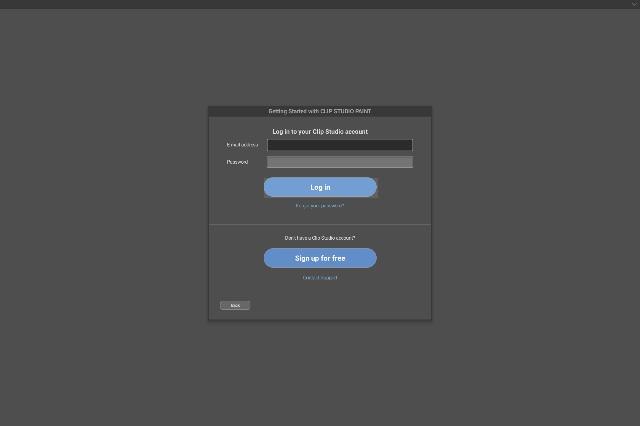 Getting Started with CLIP STUDIO PAINT
Log in to your Clip Studio account
E-mail address
Password
Log in
Forgot your password?
Don't have a Clip Studio account?
Sign up for free
Contact support
Back